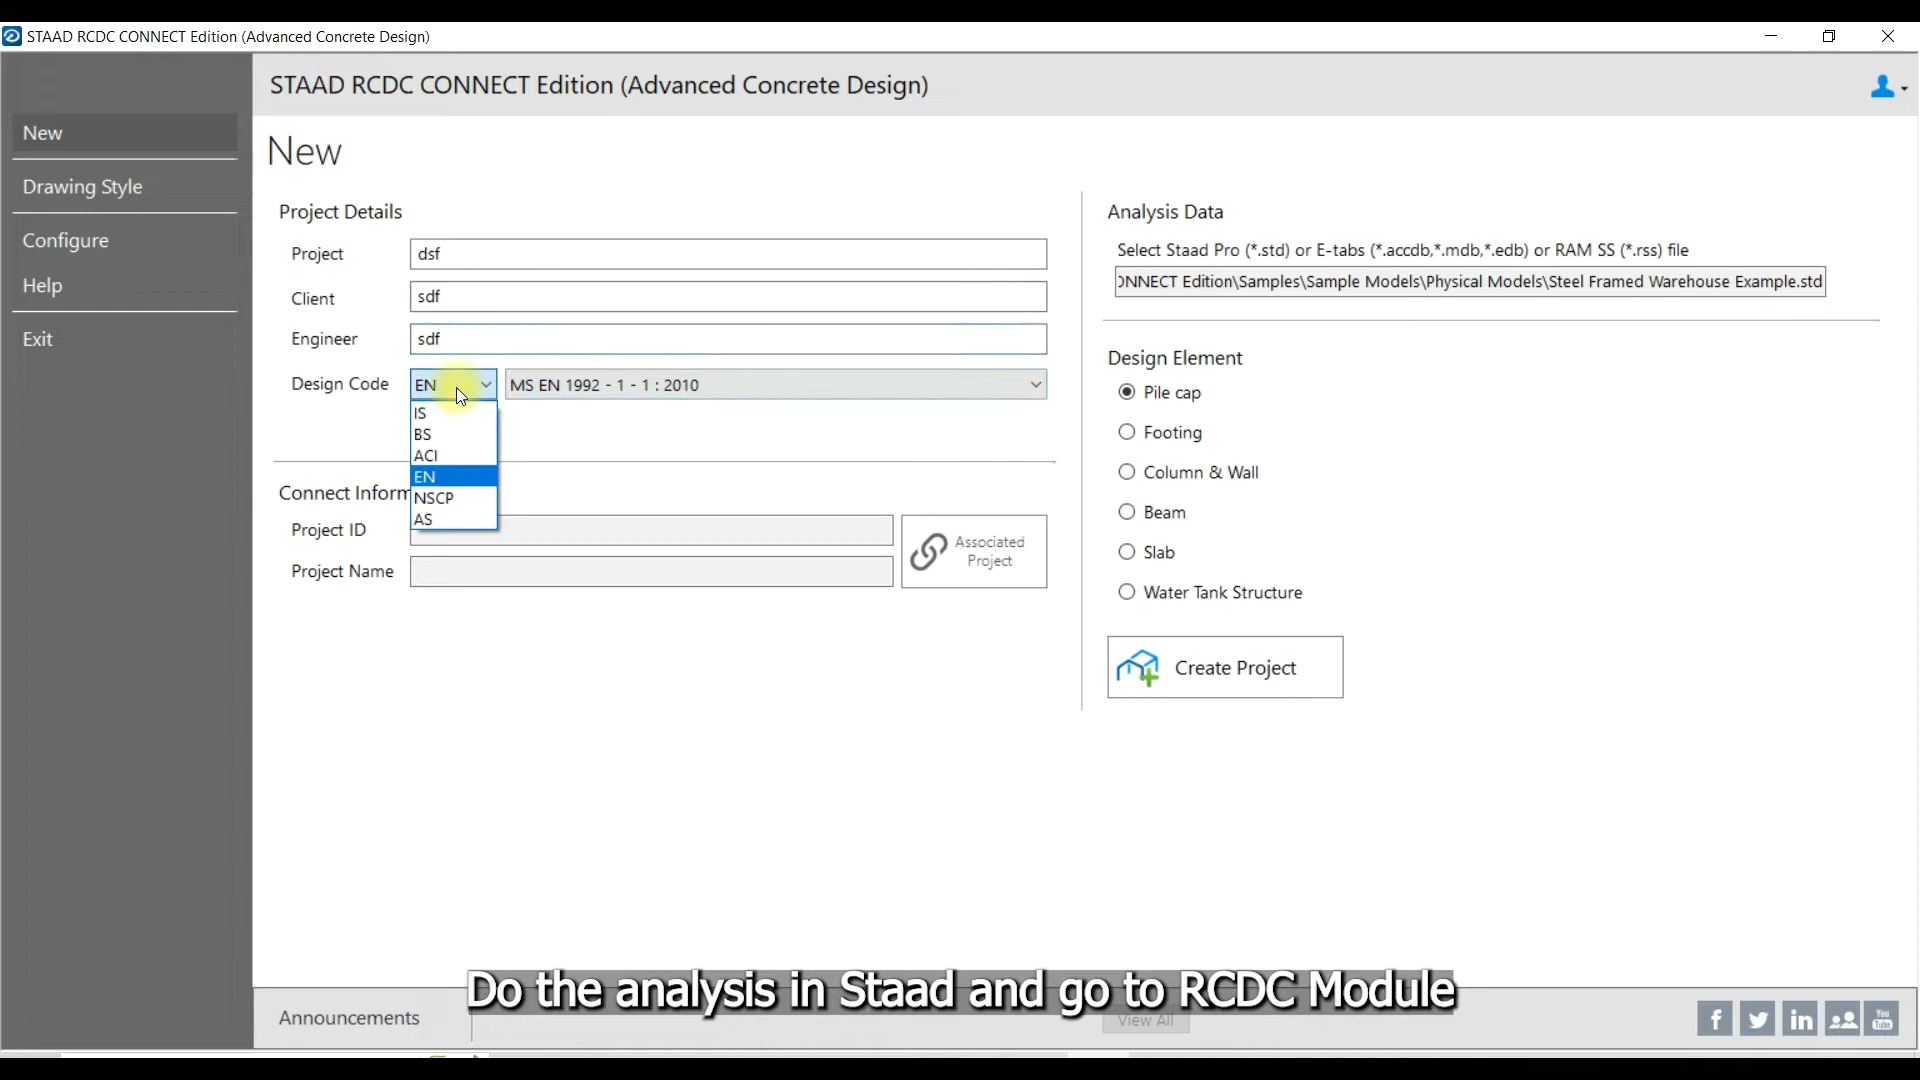 STAAD RCDC CONNECT Edition (Advanced Concrete Design)
STAAD RCDC CONNECT Edition (Advanced Concrete Design)
New
Drawing Style
Configure
Help
Exit
New
Project Details
Project dsf
Client sdf
Engineer sdf
Design Code EN MS EN 1992 - 1 - 1 : 2010
IS
BS
ACI
EN
NSCP
AS
Connect Inform
Project ID
Project Name
Associated
Project
Analysis Data
Select Staad Pro (*.std) or E-tabs (*.accdb,*.mdb,*.edb) or RAM SS (*.rss) file
ONNECT Edition\Samples\Sample Models\Physical Models\Steel Framed Warehouse Example.std
Design Element
Pile cap
Footing
Column & Wall
Beam
Slab
Water Tank Structure
Create Project
Do the analysis in Staad and go to RCDC Module
Announcements
View All
f in You Tube